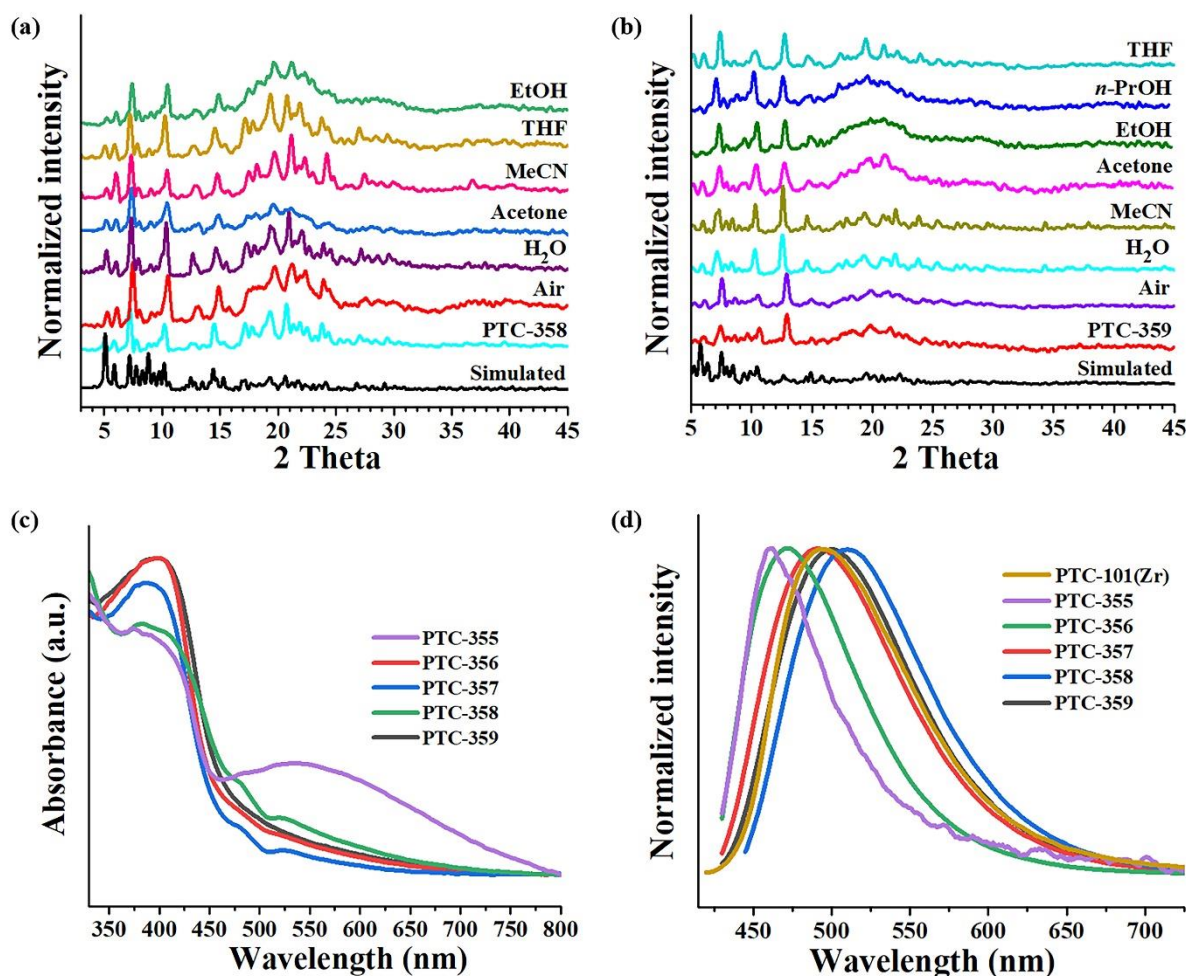 (a)
Normalized intensity
EtOH
THF
MeCN
Acetone
H2O
Air
PTC-358
Simulated
5 10 15 20 25 30 35 40 45
2 Theta
(b)
Normalized intensity
THF
n-PrOH
EtOH
Acetone
MeCN
H2O
Air
PTC-359
Simulated
5 10 15 20 25 30 35 40 45
2 Theta
(c)
Absorbance (a.u.)
PTC-355
PTC-356
PTC-357
PTC-358
PTC-359
350 400 450 500 550 600 650 700 750 800
Wavelength (nm)
(d)
Normalized intensity
PTC-101(Zr)
PTC-355
PTC-356
PTC-357
PTC-358
PTC-359
450 500 550 600 650 700
Wavelength (nm)